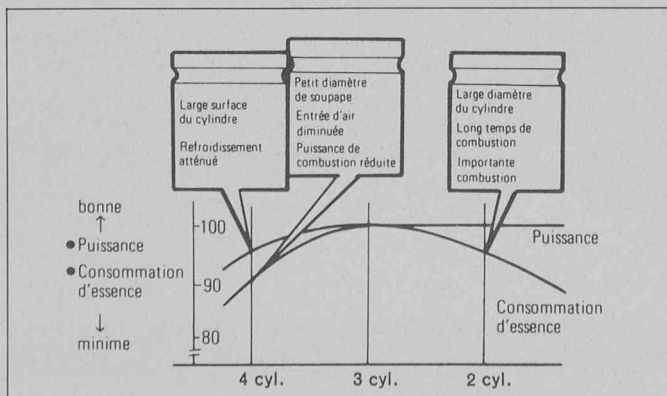 Large surface
du cylindre
Refroidissement
atténué
Petit diamètre
de soupape
Entrée d'air
diminuée
Puissance de
combustion réduite
Large diamètre
du cylindre
Long temps de
combustion
Importante
combustion
bonne
↑
● Puissance
● Consommation
d'essence
↓
minime
100
90
80
Puissance
Consommation
d'essence
4 cyl.
3 cyl.
2 cyl.